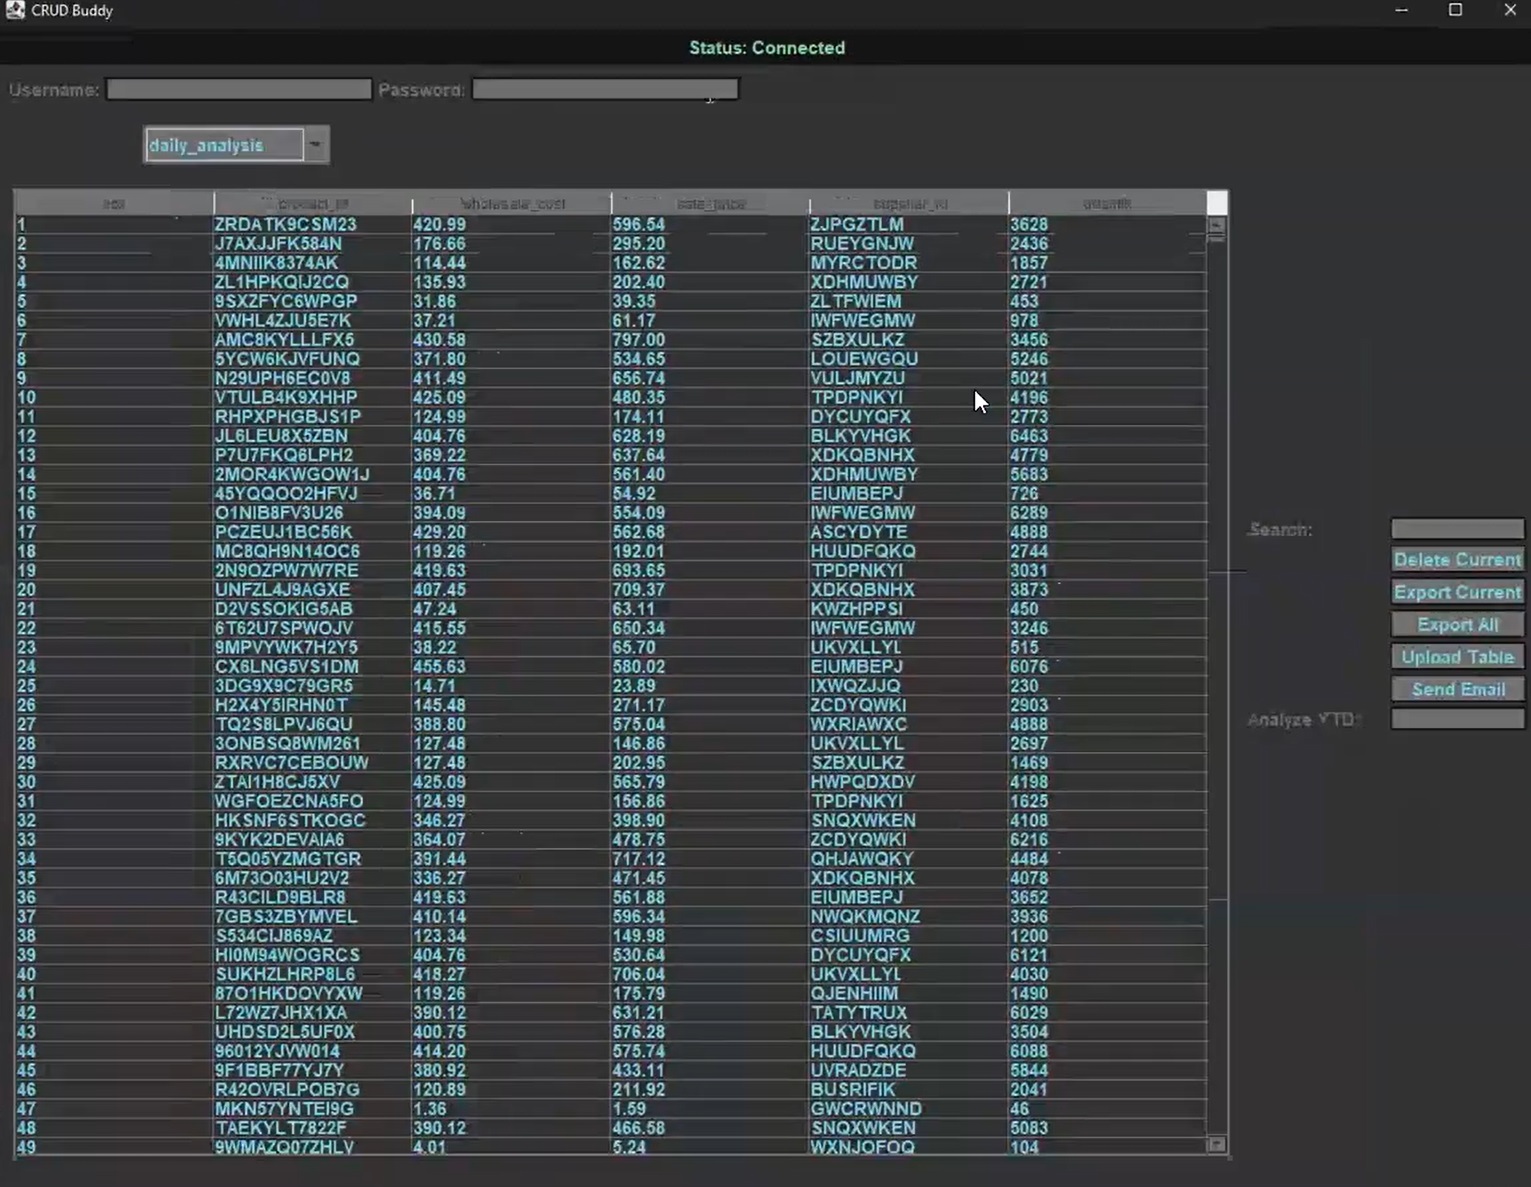 CRUD Buddy
Status: Connected
Username: Password:
daily_analysis
idx product_id wholesale_cost sale_price supplier_id quantity
1 ZRDATK9CSM23 420.99 596.54 ZJPGZTLM 3628
2 J7AXJJFK584N 176.66 295.20 RUEYGNJW 2436
3 4MNIIK8374AK 114.44 162.62 MYRCTODR 1857
4 ZL1HPKQIJ2CQ 135.93 202.40 XDHMUWBY 2721
5 9SXZFYC6WPGP 31.86 39.35 ZLTFWIEM 453
6 VWHL4ZJU5E7K 37.21 61.17 IWFWEGMW 978
7 AMC8KYLLLFX5 430.58 797.00 SZBXULKZ 3456
8 5YCW6KJVFUNQ 371.80 534.65 LOUEWGQU 5246
9 N29UPH6EC0V8 411.49 656.74 VULJMYZU 5021
10 VTULB4K9XHHP 425.09 480.35 TPDPNKYI 4196
11 RHPXPHGBJS1P 124.99 174.11 DYCUYQFX 2773
12 JL6LEU8X5ZBN 404.76 628.19 BLKYVHGK 6463
13 P7U7FKQ6LPH2 369.22 637.64 XDKQBNHX 4779
14 2MOR4KWGOW1J 404.76 561.40 XDHMUWBY 5683
15 45YQQOO2HFVJ 36.71 54.92 EIUMBEPJ 726
16 O1NIB8FV3U26 394.09 554.09 IWFWEGMW 6289
17 PCZEUJ1BC56K 429.20 562.68 ASCYDYTE 4888
18 MC8QH9N14OC6 119.26 192.01 HUUDFQKQ 2744
19 2N9OZPW7W7RE 419.63 693.65 TPDPNKYI 3031
20 UNFZL4J9AGXE 407.45 709.37 XDKQBNHX 3873
21 D2VSSOKIG5AB 47.24 63.11 KWZHPPSI 450
22 6T62U7SPWOJV 415.55 650.34 IWFWEGMW 3246
23 9MPVYWK7H2Y5 38.22 65.70 UKVXLLYL 515
24 CX6LNG5VS1DM 455.63 580.02 EIUMBEPJ 6076
25 3DG9X9C79GR5 14.71 23.89 IXWQZJJQ 230
26 H2X4Y5IRHN0T 145.48 271.17 ZCDYQWKI 2903
27 TQ2S8LPVJ6QU 388.80 575.04 WXRIAWXC 4888
28 3ONBSQ8WM261 127.48 146.86 UKVXLLYL 2697
29 RXRVC7CEBOUW 127.48 202.95 SZBXULKZ 1469
30 ZTAI1H8CJ5XV 425.09 565.79 HWPQDXDV 4198
31 WGFOEZCNA5FO 124.99 156.86 TPDPNKYI 1625
32 HKSNF6STKOGC 346.27 398.90 SNQXWKEN 4108
33 9KYK2DEVAIA6 364.07 478.75 ZCDYQWKI 6216
34 T5Q05YZMGTGR 391.44 717.12 QHJAWQKY 4484
35 6M73O03HU2V2 336.27 471.45 XDKQBNHX 4078
36 R43CILD9BLR8 419.63 561.88 EIUMBEPJ 3652
37 7GBS3ZBYMVEL 410.14 596.34 NWQKMQNZ 3936
38 S534CIJ869AZ 123.34 149.98 CSIUUMRG 1200
39 HI0M94WOGRCS 404.76 530.64 DYCUYQFX 6121
40 SUKHZLHRP8L6 418.27 706.04 UKVXLLYL 4030
41 87O1HKDOVYXW 119.26 175.79 QJENHIIM 1490
42 L72WZ7JHX1XA 390.12 631.21 TATYTRUX 6029
43 UHDSD2L5UF0X 400.75 576.28 BLKYVHGK 3504
44 96012YJVW014 414.20 575.74 HUUDFQKQ 6088
45 9F1BBF77YJ7Y 380.92 433.11 UVRADZDE 5844
46 R42OVRLPOB7G 120.89 211.92 BUSRIFIK 2041
47 MKN57YNTEI9G 1.36 1.59 GWCRWNND 46
48 TAEKYLT7822F 390.12 466.58 SNQXWKEN 5083
49 9WMAZQ07ZHLV 4.01 5.24 WXNJOFOQ 104
Search:
Delete Current
Export Current
Export All
Upload Table
Send Email
Analyze YTD: